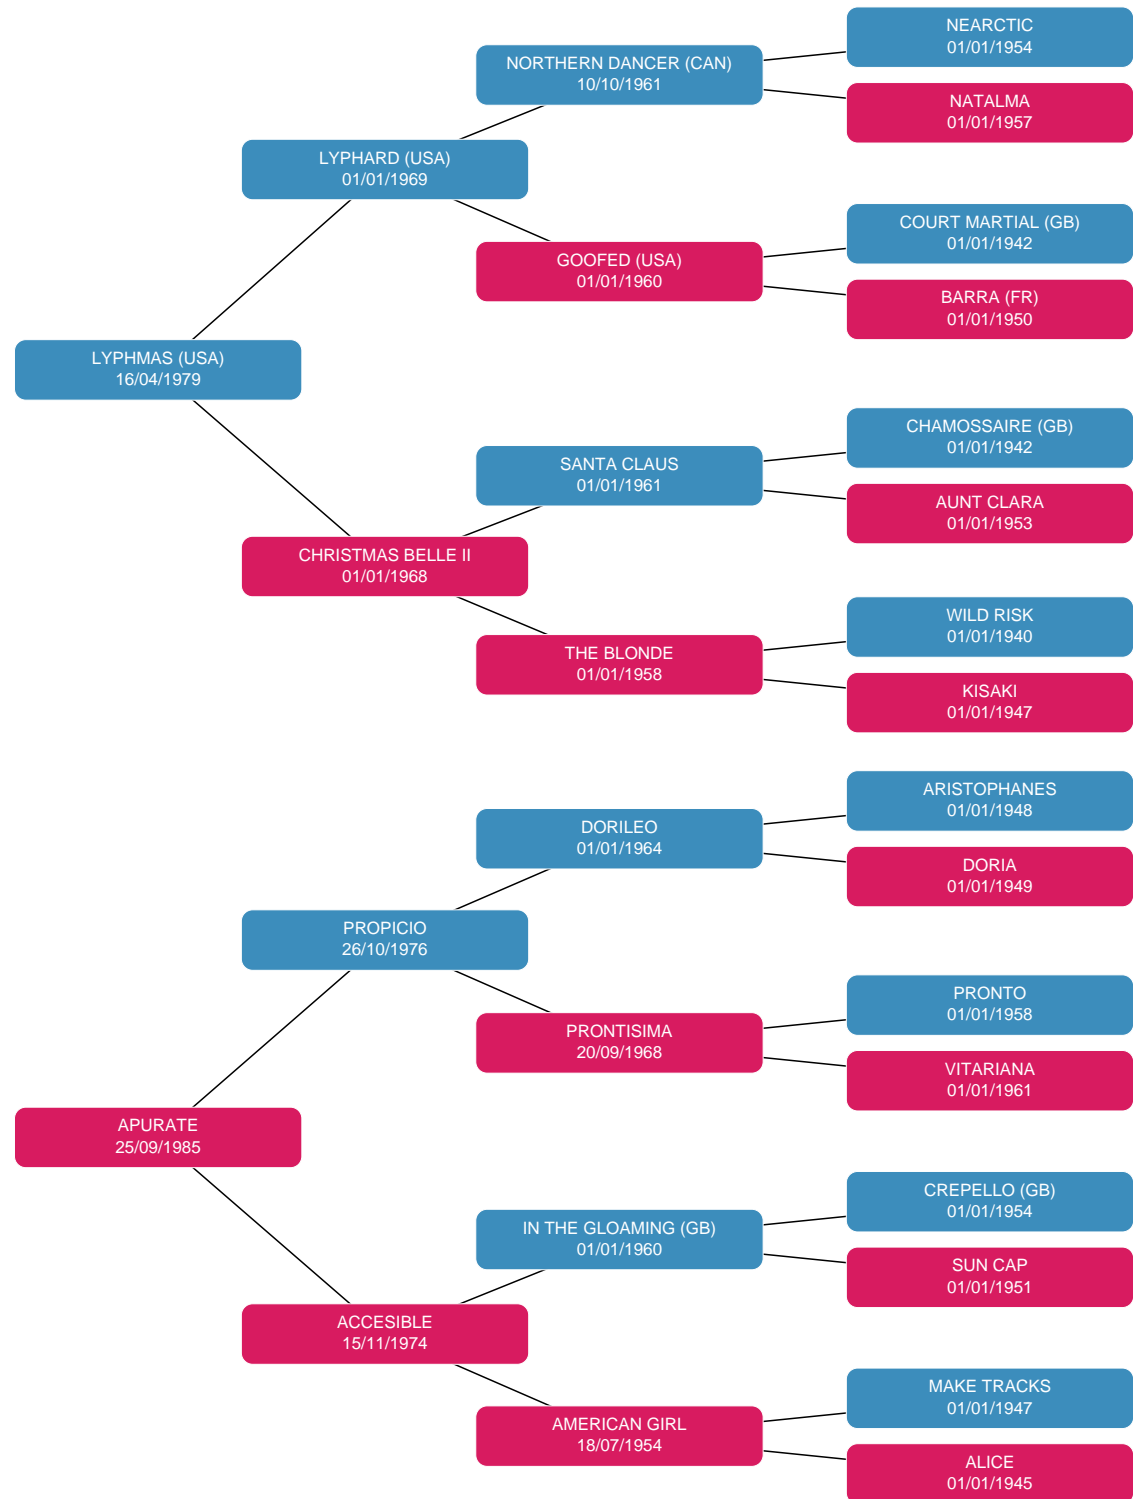 NEARCTIC
01/01/1954
NORTHERN DANCER (CAN)
10/10/1961
NATALMA
01/01/1957
LYPHARD (USA)
01/01/1969
COURT MARTIAL (GB)
01/01/1942
GOOFED (USA)
01/01/1960
BARRA (FR)
01/01/1950
LYPHMAS (USA)
16/04/1979
CHAMOSSAIRE (GB)
01/01/1942
SANTA CLAUS
01/01/1961
AUNT CLARA
01/01/1953
CHRISTMAS BELLE II
01/01/1968
WILD RISK
01/01/1940
THE BLONDE
01/01/1958
KISAKI
01/01/1947
ARISTOPHANES
01/01/1948
DORILEO
01/01/1964
DORIA
01/01/1949
PROPICIO
26/10/1976
PRONTO
01/01/1958
PRONTISIMA
20/09/1968
VITARIANA
01/01/1961
APURATE
25/09/1985
CREPELLO (GB)
01/01/1954
IN THE GLOAMING (GB)
01/01/1960
SUN CAP
01/01/1951
ACCESIBLE
15/11/1974
MAKE TRACKS
01/01/1947
AMERICAN GIRL
18/07/1954
ALICE
01/01/1945